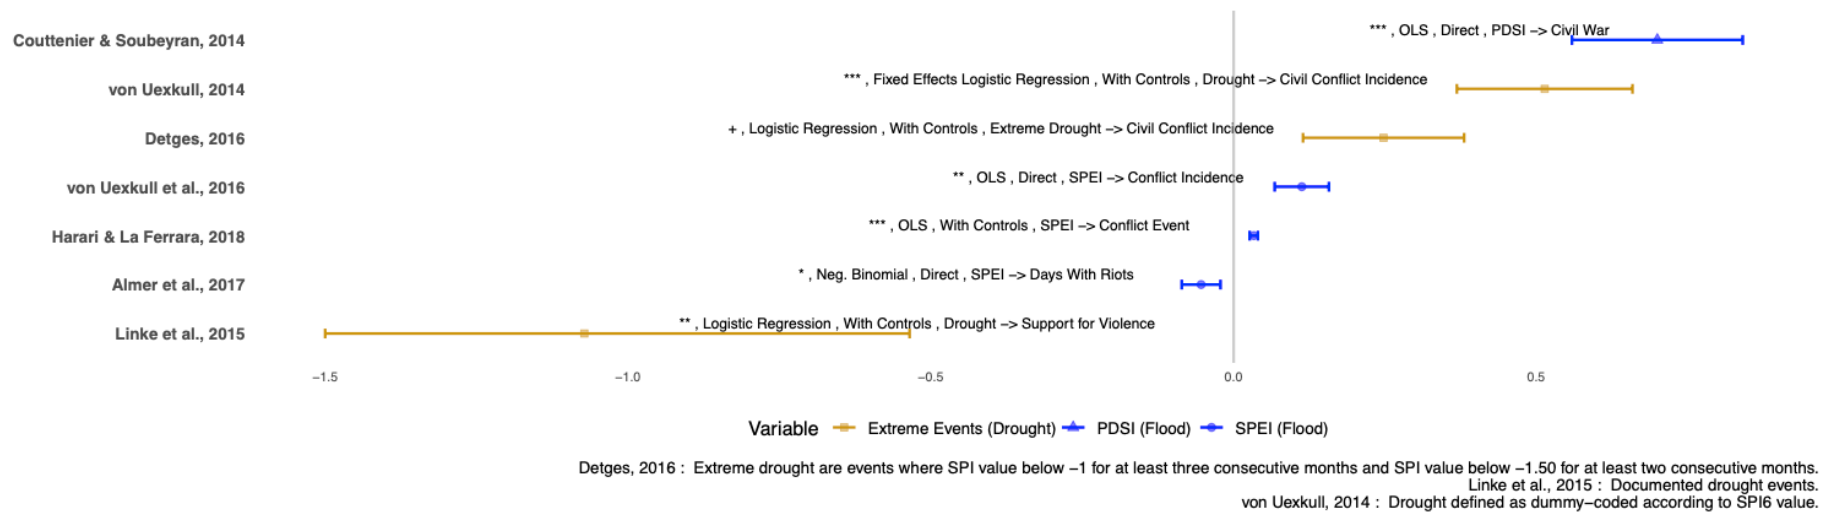 Couttenier & Soubeyran, 2014
*** , OLS , Direct , PDSI −> Civil War
von Uexkull, 2014
*** , Fixed Effects Logistic Regression , With Controls , Drought −> Civil Conflict Incidence
Detges, 2016
+ , Logistic Regression , With Controls , Extreme Drought −> Civil Conflict Incidence
von Uexkull et al., 2016
** , OLS , Direct , SPEI −> Conflict Incidence
Harari & La Ferrara, 2018
*** , OLS , With Controls , SPEI −> Conflict Event
Almer et al., 2017
* , Neg. Binomial , Direct , SPEI −> Days With Riots
Linke et al., 2015
** , Logistic Regression , With Controls , Drought −> Support for Violence
−1.5 −1.0 −0.5 0.0 0.5
Variable Extreme Events (Drought) PDSI (Flood) SPEI (Flood)
Detges, 2016 : Extreme drought are events where SPI value below −1 for at least three consecutive months and SPI value below −1.50 for at least two consecutive months.
Linke et al., 2015 : Documented drought events.
von Uexkull, 2014 : Drought defined as dummy−coded according to SPI6 value.